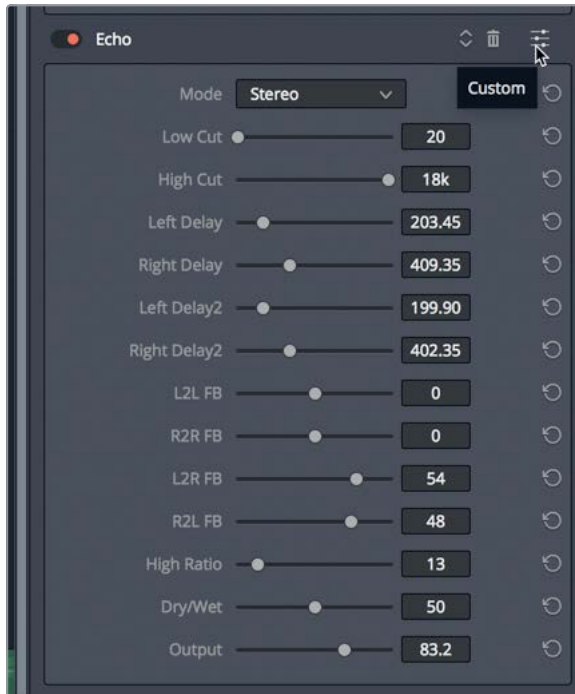 Echo
Custom
Mode Stereo
Low Cut 20
High Cut 18k
Left Delay 203.45
Right Delay 409.35
Left Delay2 199.90
Right Delay2 402.35
L2L FB 0
R2R FB 0
L2R FB 54
R2L FB 48
High Ratio 13
Dry/Wet 50
Output 83.2